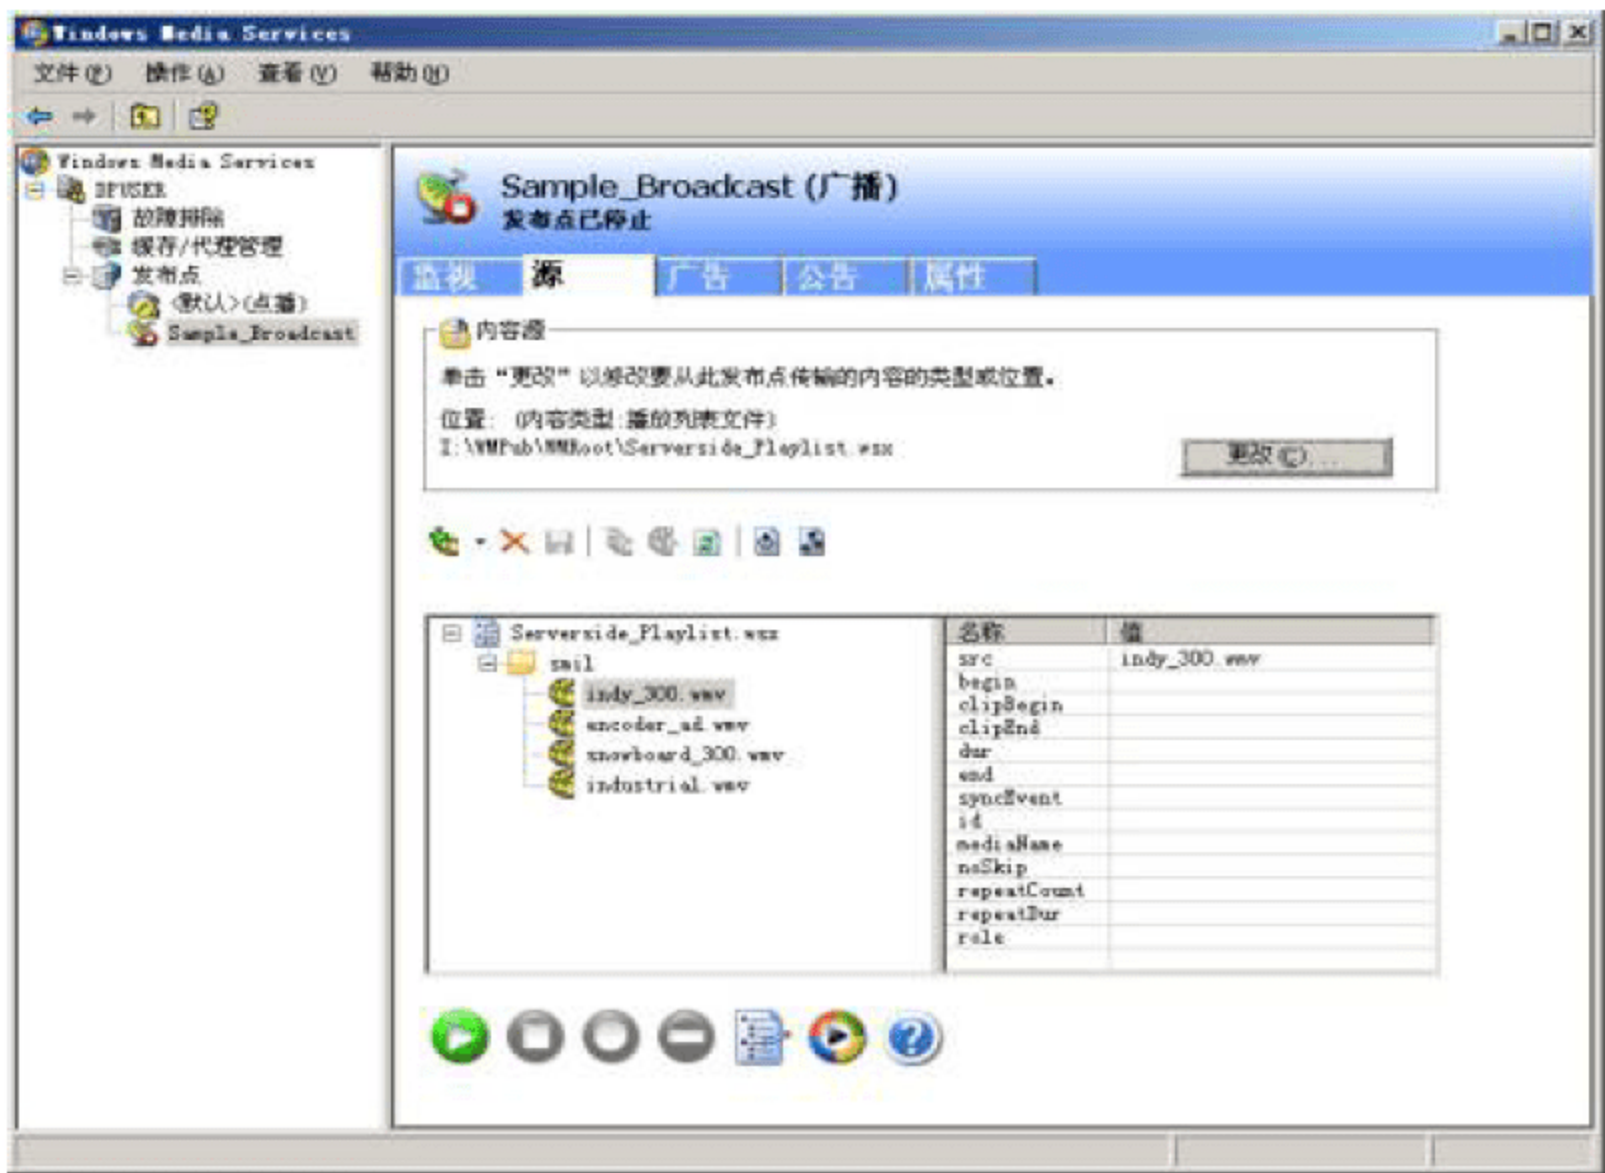 Windows Media Services
文件(F) 操作(A) 查看(V) 帮助(H)
Windows Media Services
故障排除
缓存/代理管理
发布点
<默认>(点播)
Sample_Broadcast
Sample_Broadcast (广播)
发布点已停止
监视 源 广告 公告 属性
内容源
单击“更改”以修改要从此发布点传输的内容的类型或位置。
位置: (内容类型:播放列表文件)
I:\WMPub\WMRoot\Serverside_Playlist.wsx
更改(C)...
Serverside_Playlist.wsx
smil
indy_300.wmv
encoder_ad.wmv
snowboard_300.wmv
industrial.wmv
名称 值
src indy_300.wmv
begin
clipBegin
clipEnd
dur
end
syncEvent
id
mediaName
noSkip
repeatCount
repeatDur
role